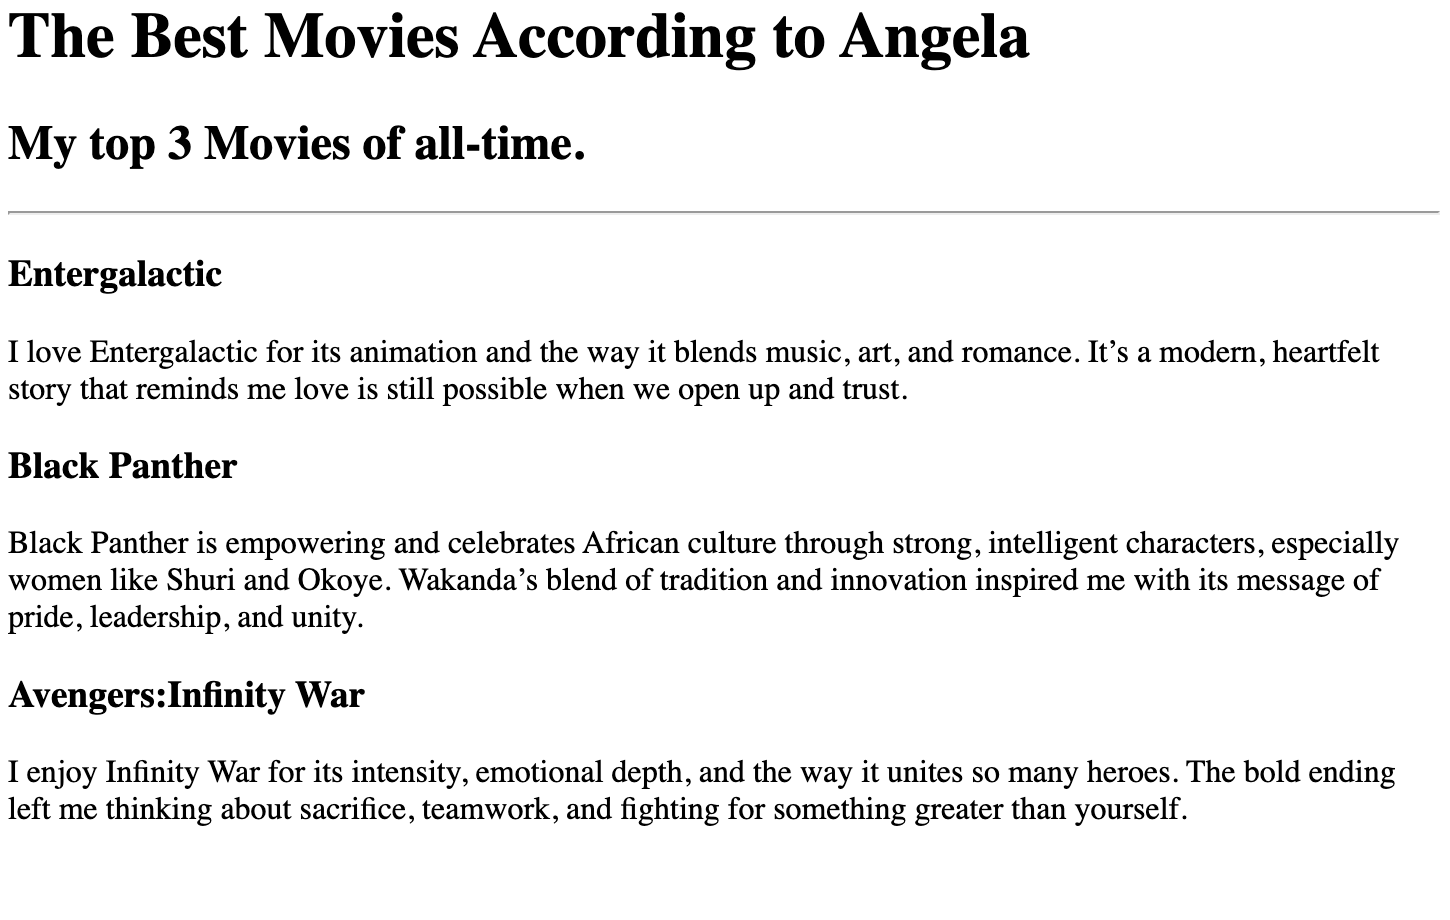 The Best Movies According to Angela
My top 3 Movies of all-time.
Entergalactic
I love Entergalactic for its animation and the way it blends music, art, and romance. It’s a modern, heartfelt
story that reminds me love is still possible when we open up and trust.
Black Panther
Black Panther is empowering and celebrates African culture through strong, intelligent characters, especially
women like Shuri and Okoye. Wakanda’s blend of tradition and innovation inspired me with its message of
pride, leadership, and unity.
Avengers:Infinity War
I enjoy Infinity War for its intensity, emotional depth, and the way it unites so many heroes. The bold ending
left me thinking about sacrifice, teamwork, and fighting for something greater than yourself.